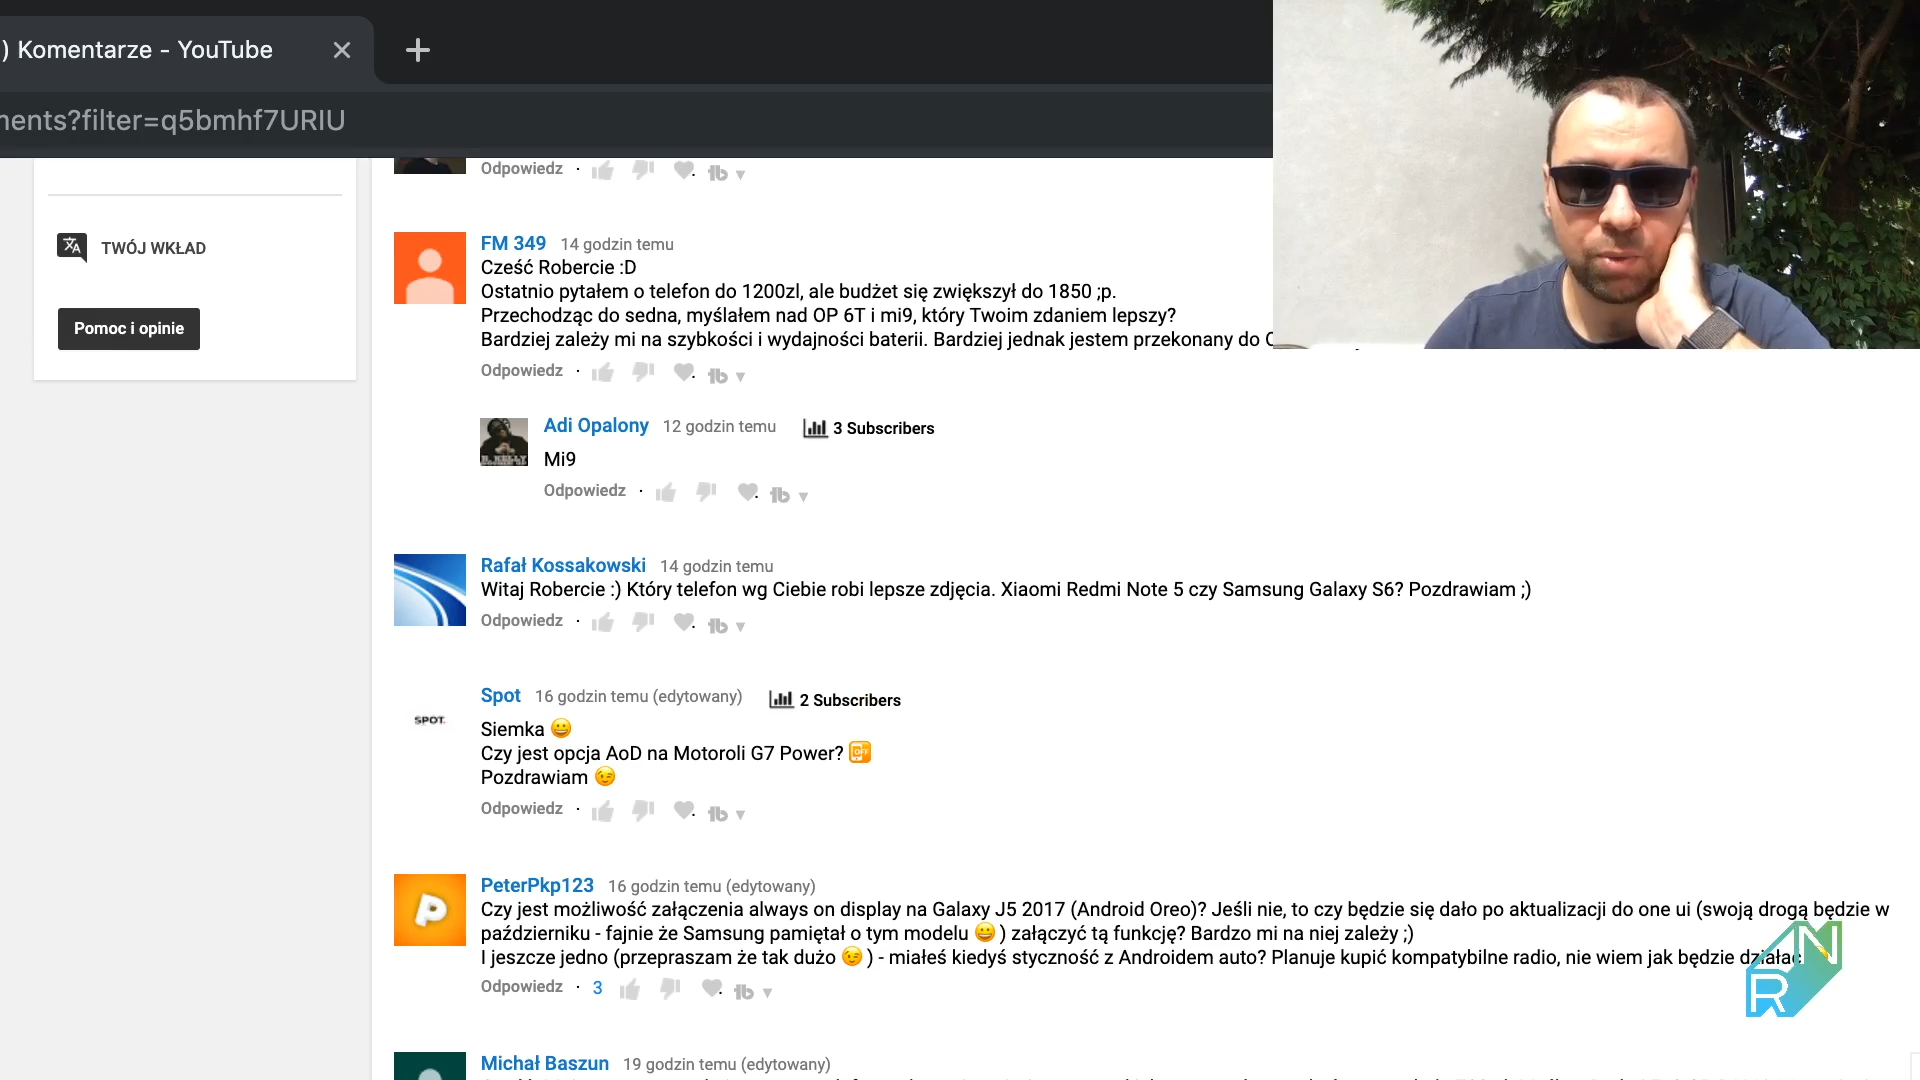 ) Komentarze - YouTube
ments?filter=q5bmhf7URIU
Odpowiedz
TWÓJ WKŁAD
Pomoc i opinie
FM 349 14 godzin temu
Cześć Robercie :D
Ostatnio pytałem o telefon do 1200zl, ale budżet się zwiększył do 1850 ;p.
Przechodząc do sedna, myślałem nad OP 6T i mi9, który Twoim zdaniem lepszy?
Bardziej zależy mi na szybkości i wydajności baterii. Bardziej jednak jestem przekonany do
Odpowiedz
Adi Opalony 12 godzin temu 3 Subscribers
Mi9
Odpowiedz
Rafał Kossakowski 14 godzin temu
Witaj Robercie :) Który telefon wg Ciebie robi lepsze zdjęcia. Xiaomi Redmi Note 5 czy Samsung Galaxy S6? Pozdrawiam ;)
Odpowiedz
SPOT.
Spot 16 godzin temu (edytowany) 2 Subscribers
Siemka 😀
Czy jest opcja AoD na Motoroli G7 Power? 📴
Pozdrawiam 😉
Odpowiedz
PeterPkp123 16 godzin temu (edytowany)
Czy jest możliwość załączenia always on display na Galaxy J5 2017 (Android Oreo)? Jeśli nie, to czy będzie się dało po aktualizacji do one ui (swoją drogą będzie w
październiku - fajnie że Samsung pamiętał o tym modelu 😀 ) załączyć tą funkcję? Bardzo mi na niej zależy ;)
I jeszcze jedno (przepraszam że tak dużo 😉 ) - miałeś kiedyś styczność z Androidem auto? Planuje kupić kompatybilne radio, nie wiem jak będzie działać
Odpowiedz 3
RN
Michał Baszun 19 godzin temu (edytowany)